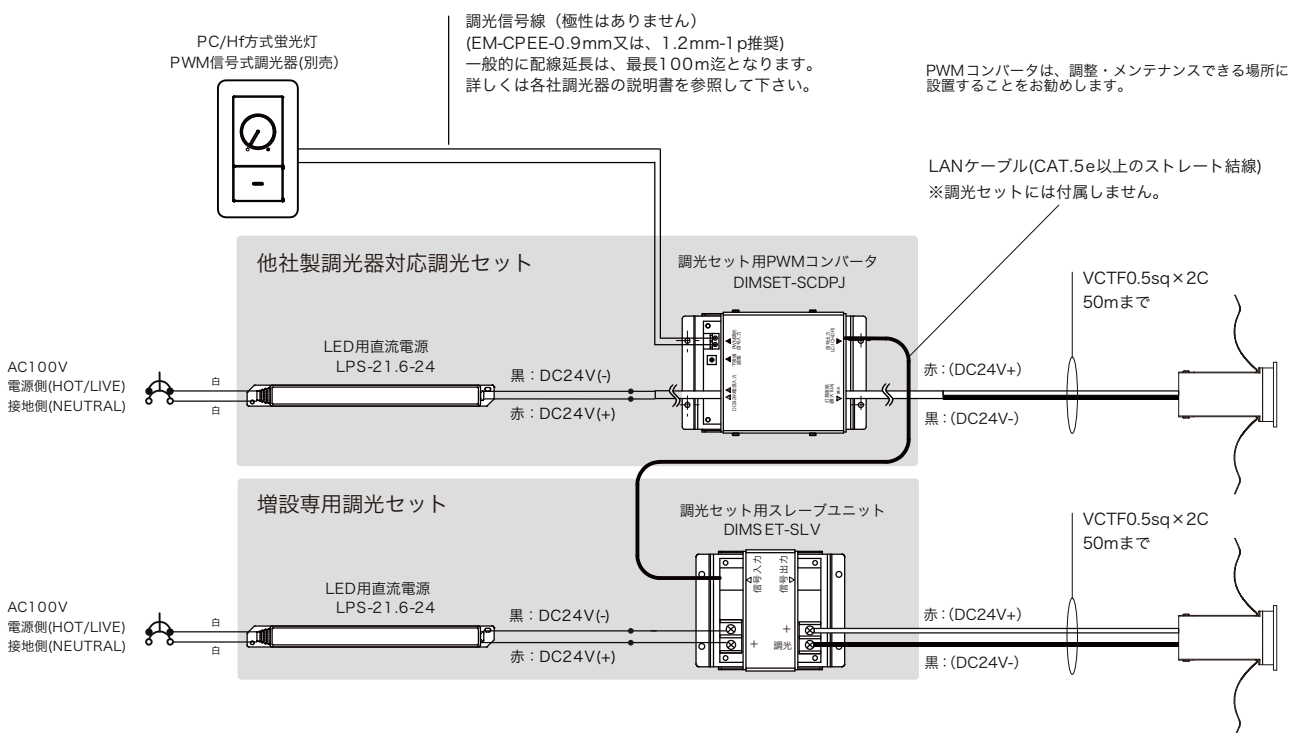 調光信号線（極性はありません）
(EM-CPEE-0.9mm又は、1.2mm-1p推奨)
一般的に配線延長は、最長100m迄となります。
詳しくは各社調光器の説明書を参照して下さい。
PC/Hf方式蛍光灯
PWM信号式調光器(別売)
PWMコンバータは、調整・メンテナンスできる場所に
設置することをお勧めします。
LANケーブル(CAT.5e以上のストレート結線)
※調光セットには付属しません。
他社製調光器対応調光セット
調光セット用PWMコンバータ
DIMSET-SCDPJ
VCTF0.5sq×2C
50mまで
LED用直流電源
LPS-21.6-24
AC100V
電源側(HOT/LIVE)
接地側(NEUTRAL)
白
白
黒：DC24V(-)
赤：DC24V(+)
赤：(DC24V+)
黒：(DC24V-)
増設専用調光セット
調光セット用スレーブユニット
DIMSET-SLV
VCTF0.5sq×2C
50mまで
信号入力
信号出力
LED用直流電源
LPS-21.6-24
AC100V
電源側(HOT/LIVE)
接地側(NEUTRAL)
白
白
黒：DC24V(-)
赤：DC24V(+)
+
+
調光
赤：(DC24V+)
黒：(DC24V-)